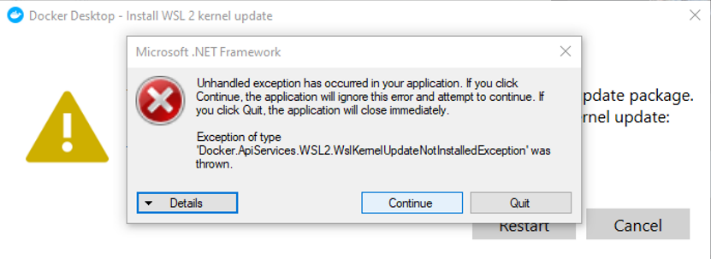 Docker Desktop - Install WSL 2 kernel update
Microsoft .NET Framework
Unhandled exception has occurred in your application. If you click
Continue, the application will ignore this error and attempt to continue. If
you click Quit, the application will close immediately.
Exception of type
'Docker.ApiServices.WSL2.WslKernelUpdateNotInstalledException' was
thrown.
package.
update:
Details
Continue
Quit
Restart
Cancel